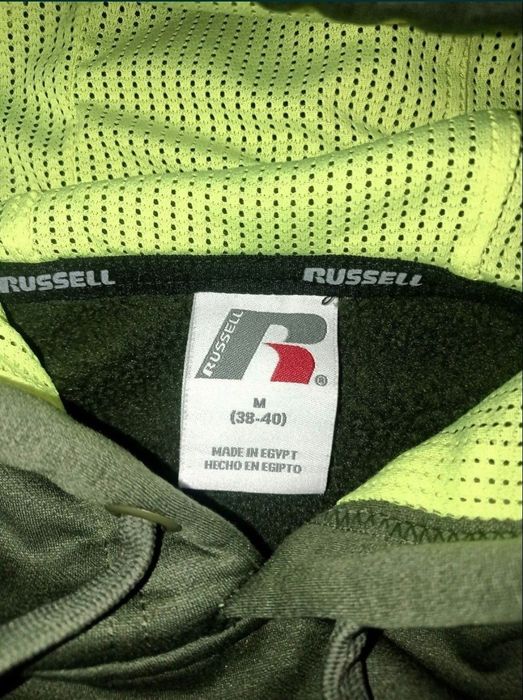 RUSSELL RUSSELL
RUSSELL
®
M
(38-40)
MADE IN EGYPT
HECHO EN EGIPTO